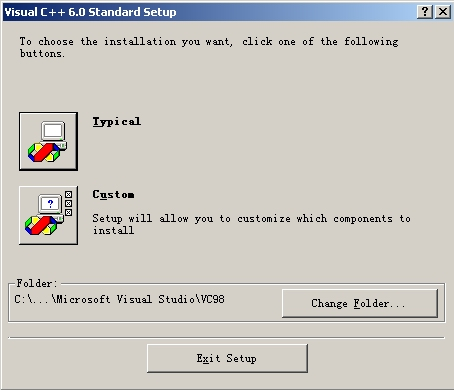 Visual C++ 6.0 Standard Setup
To choose the installation you want, click one of the following
buttons.
Typical
?
Custom
Setup will allow you to customize which components to
install
Folder:
C:\...\Microsoft Visual Studio\VC98
Change Folder...
Exit Setup